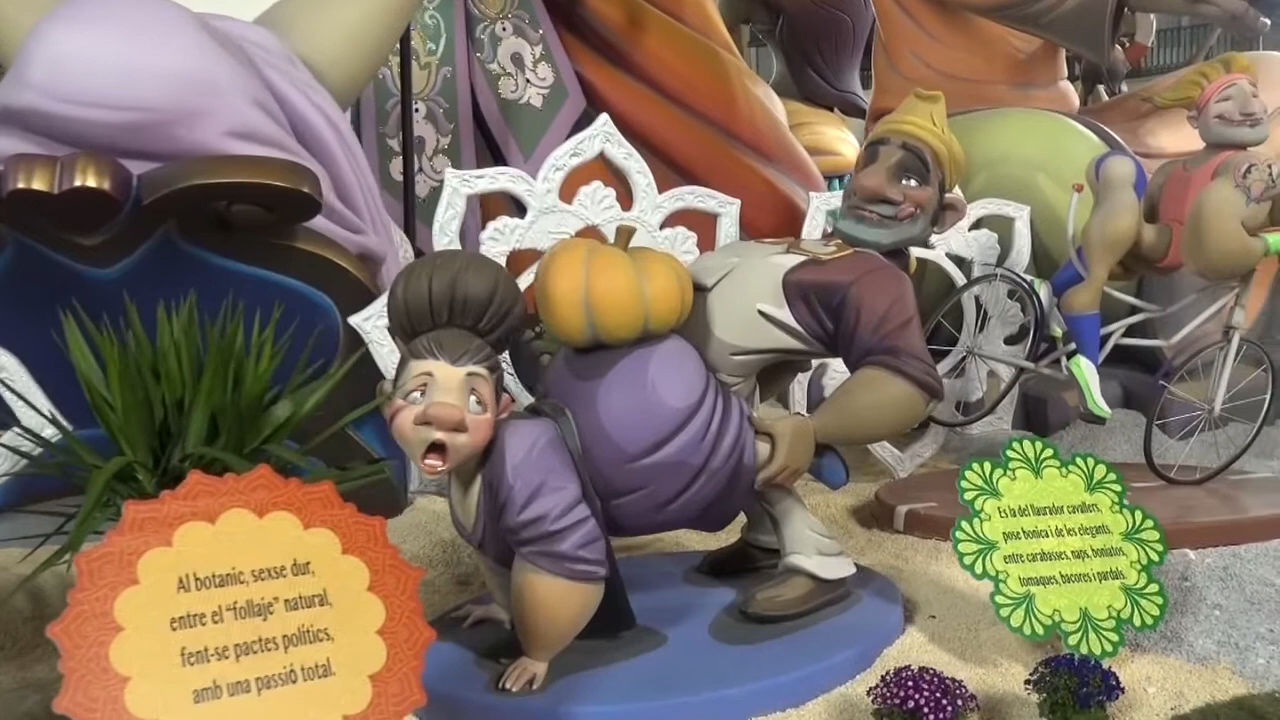 Al botanic, sexse dur,
entre el "follaje" natural,
fent-se pactes polítics,
amb una passió total.
Es la del llaurador cavallers,
pose bonica i de les elegants,
entre carabasses, naps, boniatos,
tomaques, bacores i pardals.